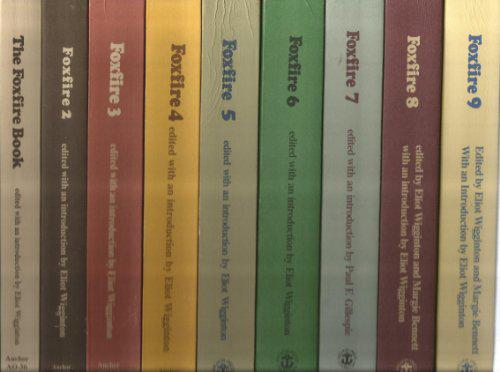 The Foxfire Book
edited with an introduction by Eliot Wigginton
Anchor
AO-36
Foxfire 2
edited with an introduction by Eliot Wigginton
Anchor
Foxfire 3
edited with an introduction by Eliot Wigginton
Anchor
Foxfire 4
edited with an introduction by Eliot Wigginton
Foxfire 5
edited with an introduction by Eliot Wigginton
Foxfire 6
edited with an introduction by Eliot Wigginton
Foxfire 7
edited with an introduction by Paul F. Gillespie
Foxfire 8
edited by Eliot Wigginton and Margie Bennett
with an introduction by Eliot Wigginton
Foxfire 9
Edited by Eliot Wigginton and Margie Bennett
With an Introduction by Eliot Wigginton